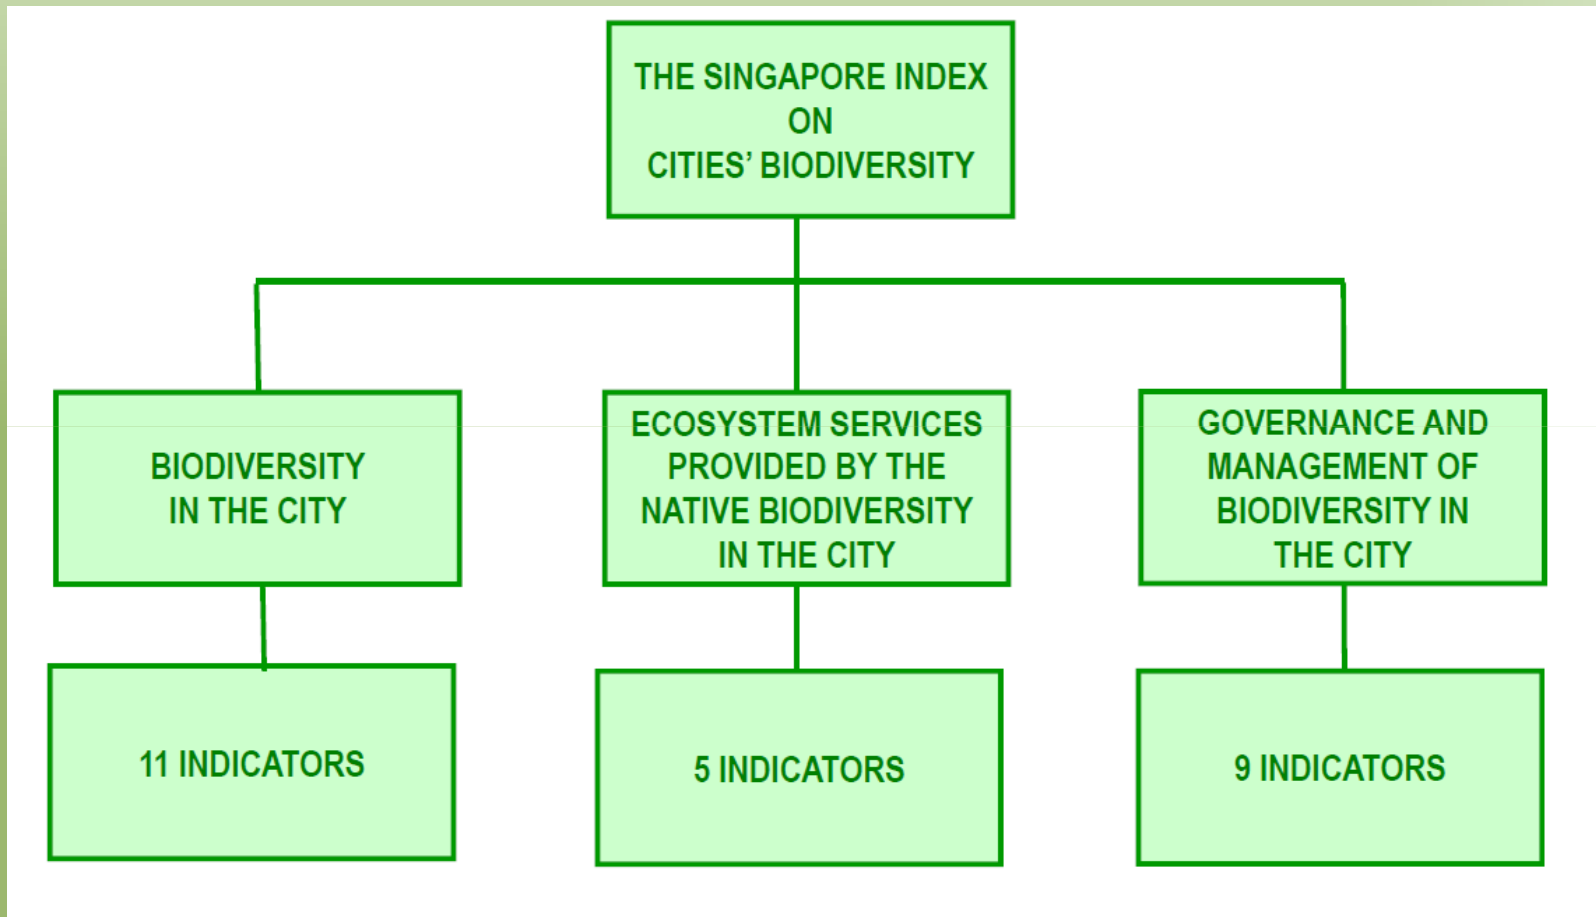 THE SINGAPORE INDEX
ON
CITIES’ BIODIVERSITY
BIODIVERSITY
IN THE CITY
ECOSYSTEM SERVICES
PROVIDED BY THE
NATIVE BIODIVERSITY
IN THE CITY
GOVERNANCE AND
MANAGEMENT OF
BIODIVERSITY IN
THE CITY
11 INDICATORS
5 INDICATORS
9 INDICATORS